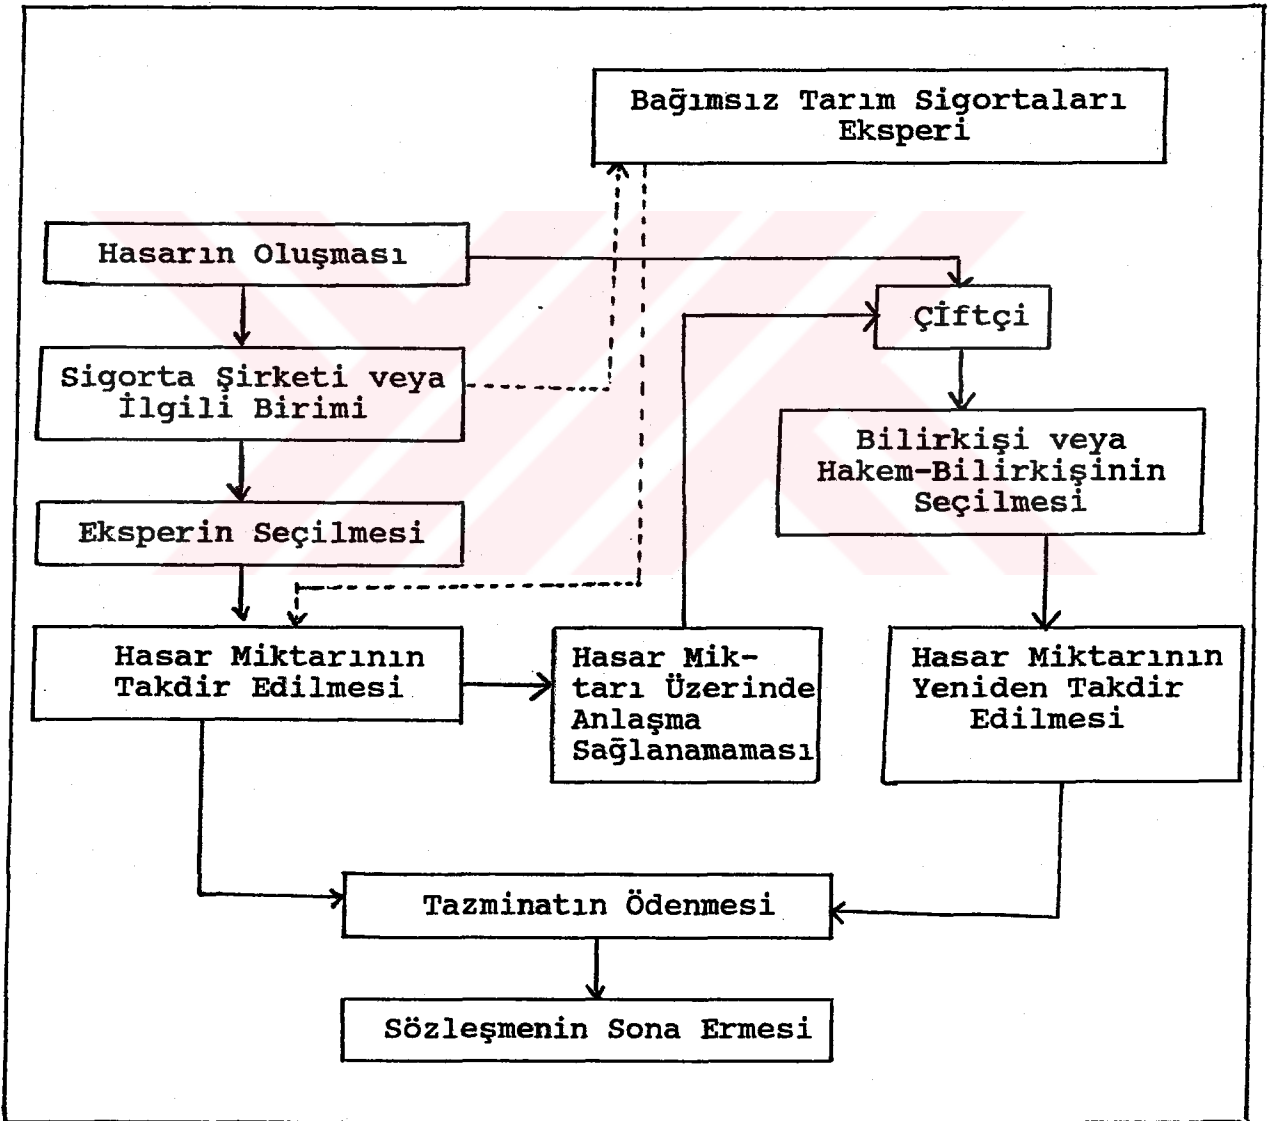 Bağımsız Tarım Sigortaları
Eksperi
Hasarın Oluşması
Çİftçi
Sigorta Şirketi veya
İlgili Birimi
Bilirkişi veya
Hakem-Bilirkişinin
Seçilmesi
Eksperin Seçilmesi
Hasar Miktarının
Takdir Edilmesi
Hasar Mik-
tarı Üzerinde
Anlaşma
Sağlanamaması
Hasar Miktarının
Yeniden Takdir
Edilmesi
Tazminatın Ödenmesi
Sözleşmenin Sona Ermesi